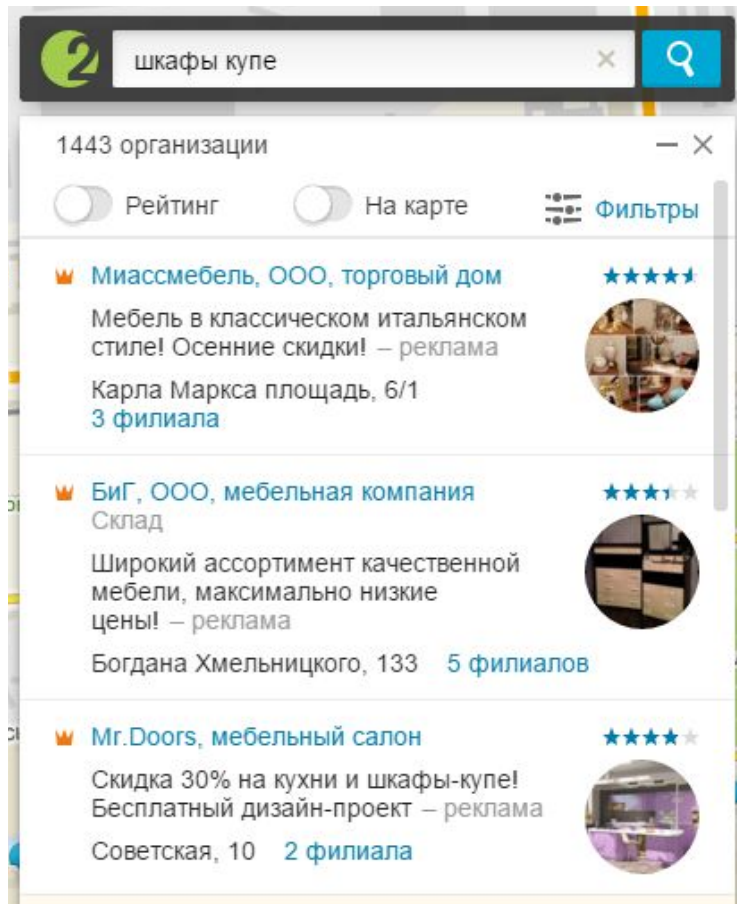 2
шкафы купе
1443 организации
Рейтинг
На карте
Фильтры
Миассмебель, ООО, торговый дом
Мебель в классическом итальянском
стиле! Осенние скидки! – реклама
Карла Маркса площадь, 6/1
3 филиала
БиГ, ООО, мебельная компания
Склад
Широкий ассортимент качественной
мебели, максимально низкие
цены! – реклама
Богдана Хмельницкого, 133 5 филиалов
Mr.Doors, мебельный салон
Скидка 30% на кухни и шкафы-купе!
Бесплатный дизайн-проект – реклама
Советская, 10 2 филиала